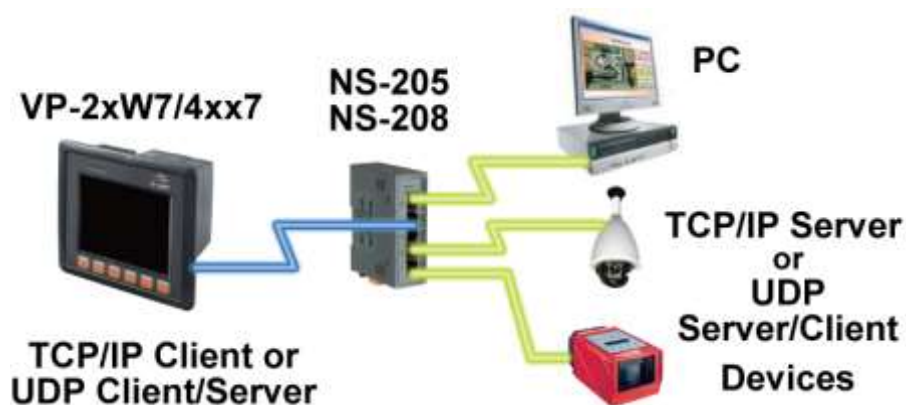 VP-2xW7/4xx7
NS-205
NS-208
PC
TCP/IP Server
or
UDP
Server/Client
Devices
TCP/IP Client or
UDP Client/Server